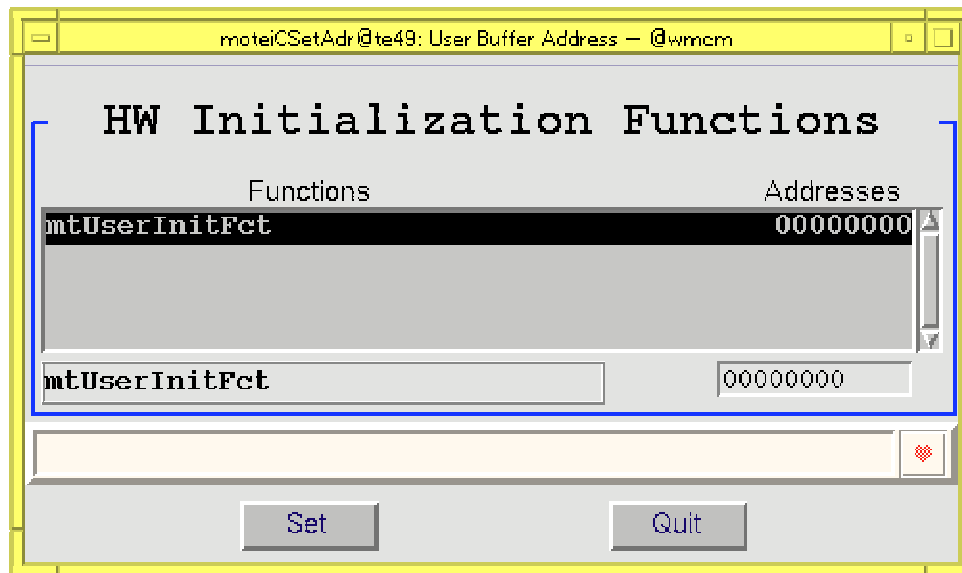 moteiCSetAdr@te49: User Buffer Address – @wmcm
HW Initialization Functions
Functions Addresses
mtUserInitFct 00000000
mtUserInitFct 00000000
Set Quit